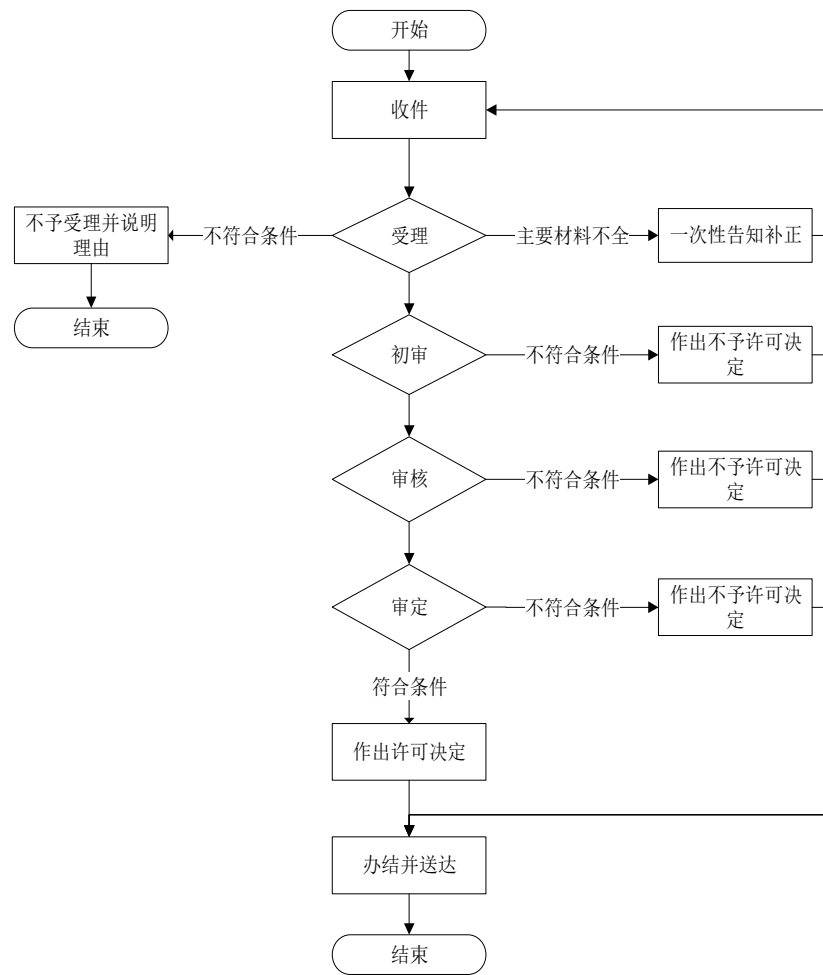 开始
收件
不予受理并说明
理由
不符合条件
受理
主要材料不全
一次性告知补正
结束
初审
不符合条件
作出不予许可决
定
审核
不符合条件
作出不予许可决
定
审定
不符合条件
作出不予许可决
定
符合条件
作出许可决定
办结并送达
结束